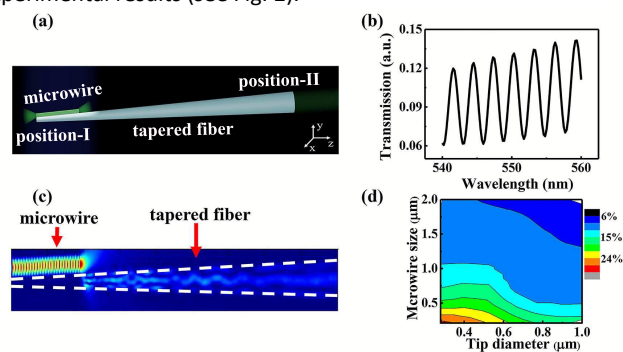 (a)
microwire
position-II
position-I
tapered fiber
y
x
z
(b)
Transmission (a.u.)
0.15
0.12
0.09
0.06
540
550
560
Wavelength (nm)
(c)
microwire
tapered fiber
(d)
Mcrowire size (μm)
2.0
1.5
1.0
0.5
0.4
0.6
0.8
1.0
Tip diameter (μm)
6%
15%
24%